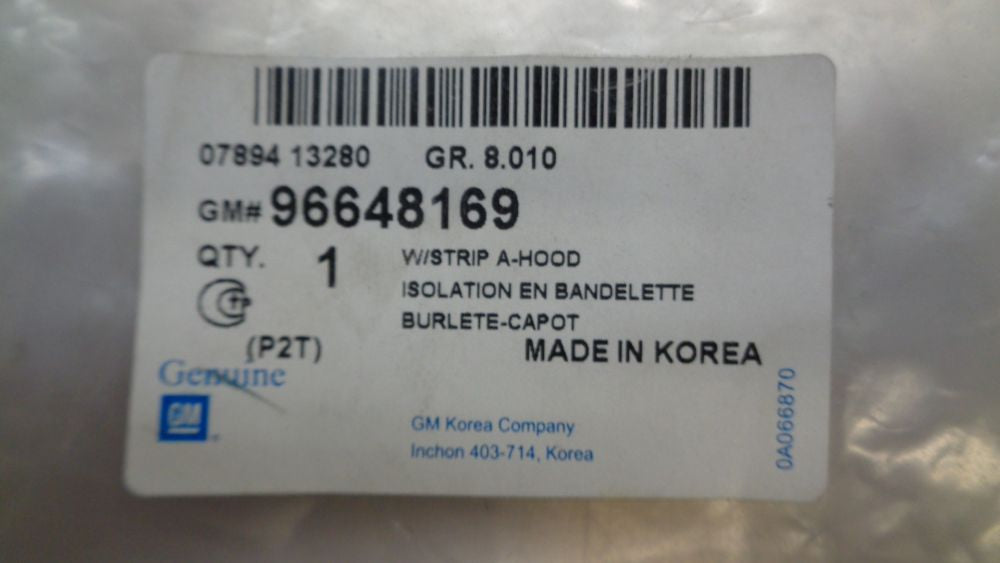 07894 13280 GR. 8.010
GM# 96648169
QTY. 1 W/STRIP A-HOOD
ISOLATION EN BANDELETTE
BURLETE-CAPOT
(P2T) MADE IN KOREA
Genuine
GM
GM Korea Company
Inchon 403-714, Korea
0A066870